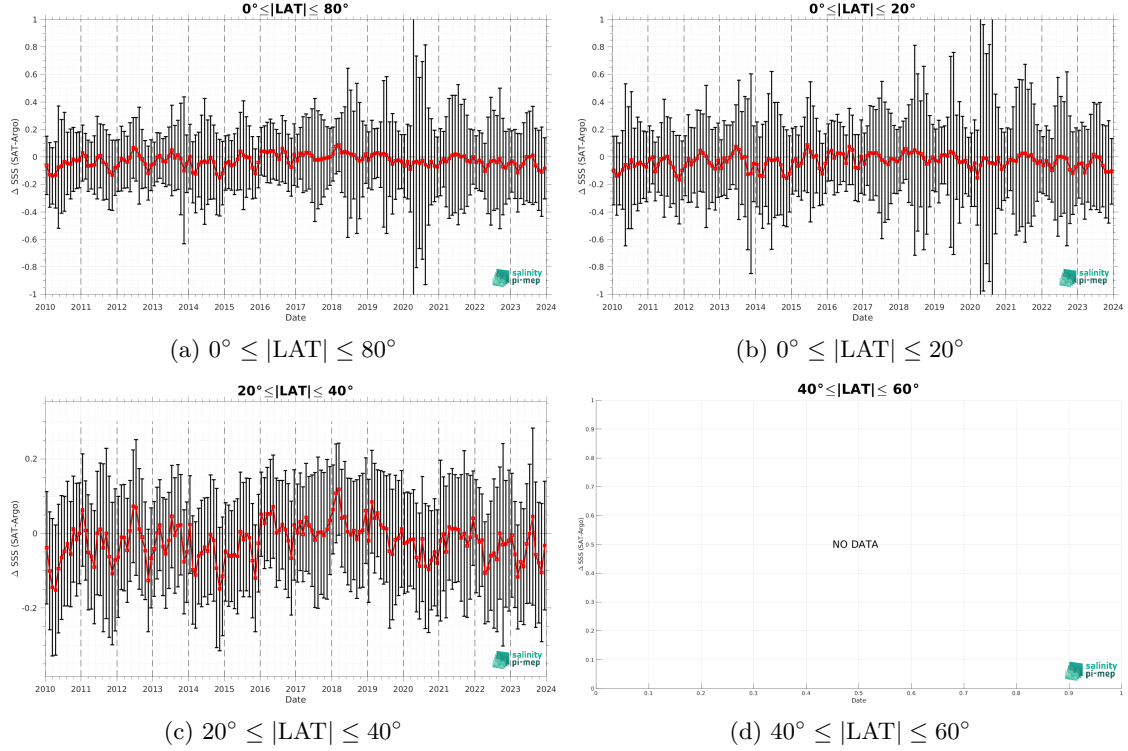 0°≤|LAT|≤ 80°
1
0.8
0.6
0.4
0.2
0
-0.2
-0.4
-0.6
-0.8
-1
Δ SSS (SAT-Argo)
2010 2011 2012 2013 2014 2015 2016 2017 2018 2019 2020 2021 2022 2023 2024
Date
salinity
pi-mep
(a) 0° ≤ |LAT| ≤ 80°
0°≤|LAT|≤ 20°
1
0.8
0.6
0.4
0.2
0
-0.2
-0.4
-0.6
-0.8
-1
Δ SSS (SAT-Argo)
2010 2011 2012 2013 2014 2015 2016 2017 2018 2019 2020 2021 2022 2023 2024
Date
salinity
pi-mep
(b) 0° ≤ |LAT| ≤ 20°
20°≤|LAT|≤ 40°
0.2
0
-0.2
Δ SSS (SAT-Argo)
2010 2011 2012 2013 2014 2015 2016 2017 2018 2019 2020 2021 2022 2023 2024
Date
salinity
pi-mep
(c) 20° ≤ |LAT| ≤ 40°
40°≤|LAT|≤ 60°
1
0.9
0.8
0.7
0.6
0.5
0.4
0.3
0.2
0.1
0
Δ SSS (SAT-Argo)
NO DATA
0 0.1 0.2 0.3 0.4 0.5 0.6 0.7 0.8 0.9 1
Date
salinity
pi-mep
(d) 40° ≤ |LAT| ≤ 60°